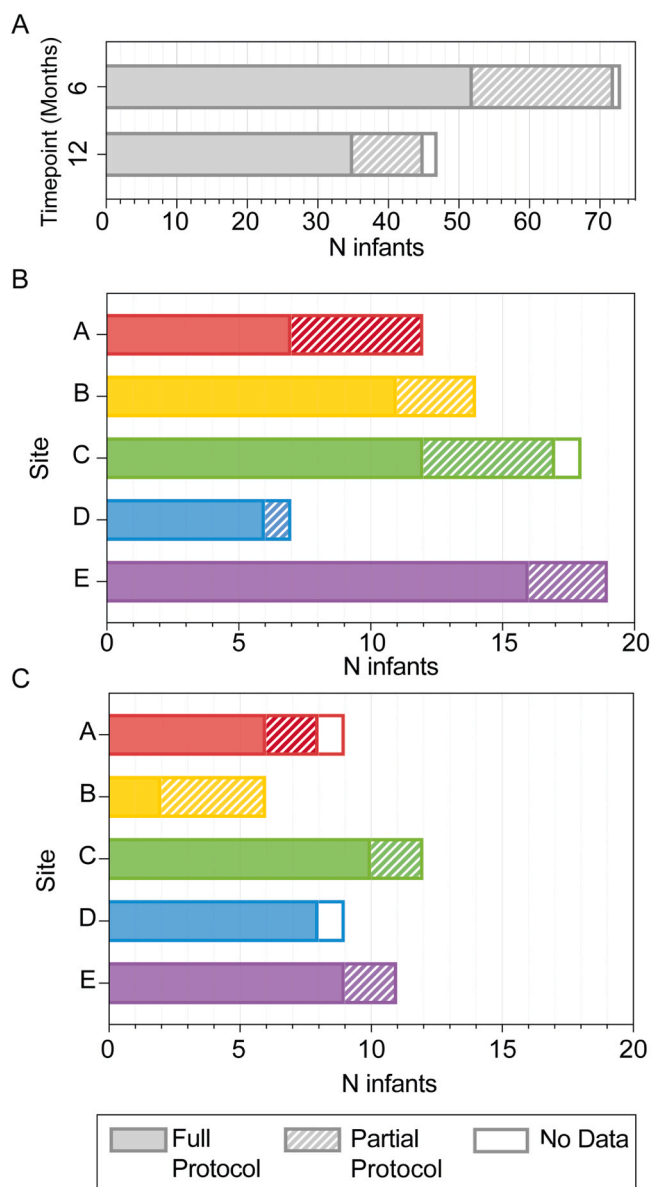 A
Timepoint (Months)
6
12
0 10 20 30 40 50 60 70
N infants
B
Site
A
B
C
D
E
0 5 10 15 20
N infants
C
Site
A
B
C
D
E
0 5 10 15 20
N infants
Full Protocol
Partial Protocol
No Data